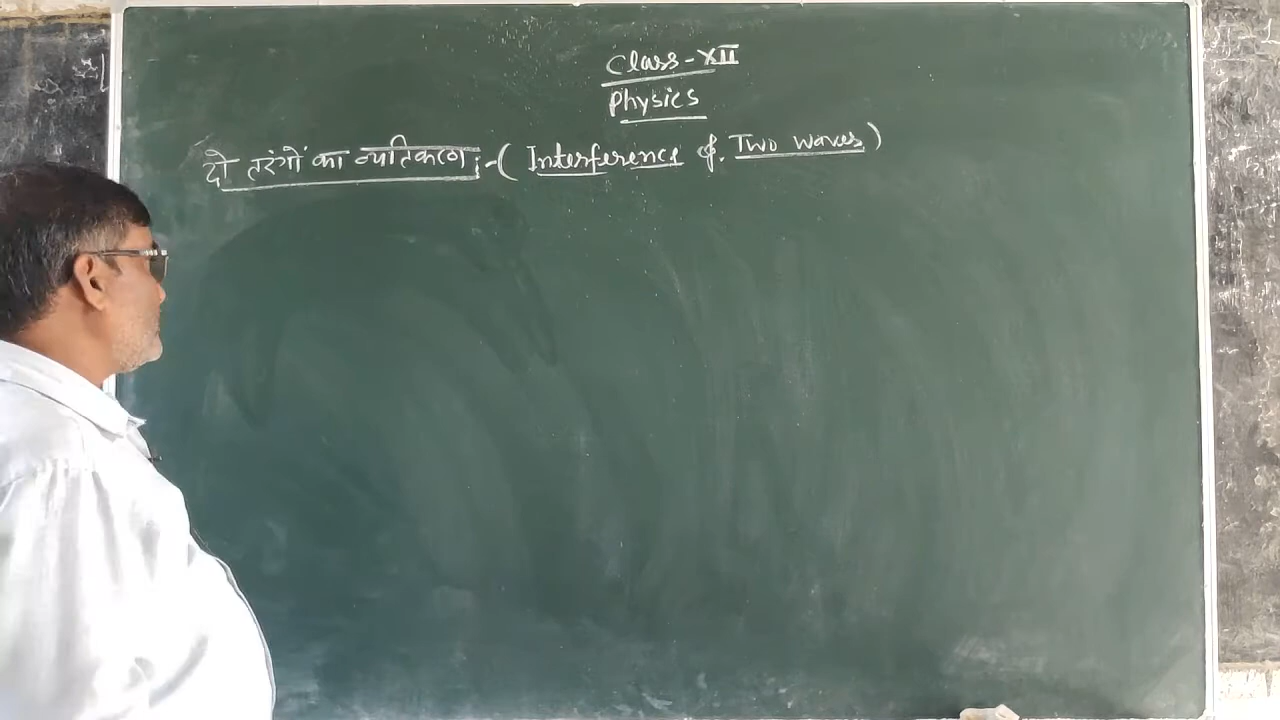 Class-XII
Physics
दो तरंगों का व्यतिकरण :-( Interference of Two waves )